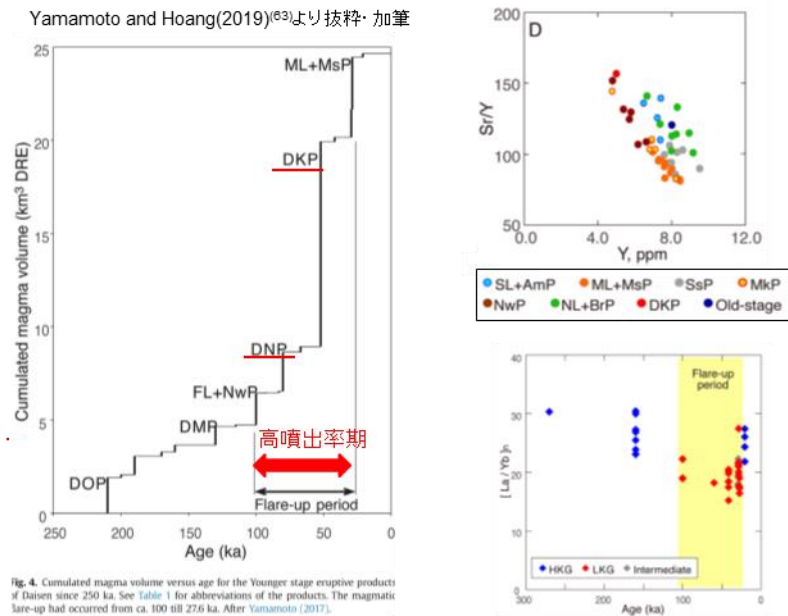 Yamamoto and Hoang(2019)(63)より抜粋・加筆
25
20
15
10
5
0
Cumulated magma volume (km3 DRE)
ML+MsP
DKP
DNP
FL+NwP
DMP
DOP
高噴出率期
Flare-up period
250 200 150 100 50 0
Age (ka)
Fig. 4. Cumulated magma volume versus age for the Younger stage eruptive products
of Daisen since 250 ka. See Table 1 for abbreviations of the products. The magmatic
flare-up had occurred from ca. 100 till 27.6 ka. After Yamamoto (2017).
D
200
150
100
50
Sr/Y
0.0 4.0 8.0 12.0
Y, ppm
SL+AmP ML+MsP SsP MkP
NwP NL+BrP DKP Old-stage
40
30
20
10
0
[ La / Yb ]n
Flare-up
period
HKG LKG Intermediate
300 200 100 0
Age (ka)